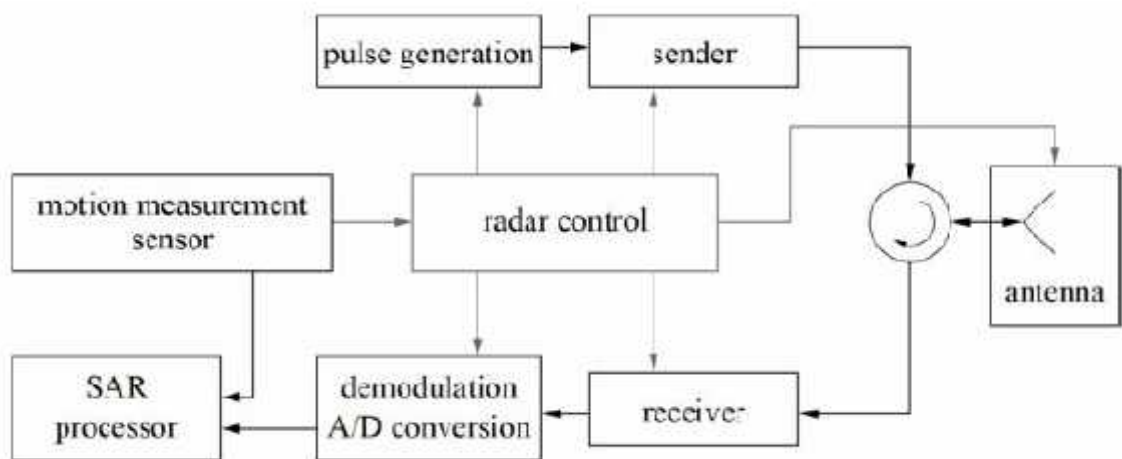 pulse generation
sender
motion measurement
sensor
radar control
antenna
SAR
processor
demodulation
A/D conversion
receiver